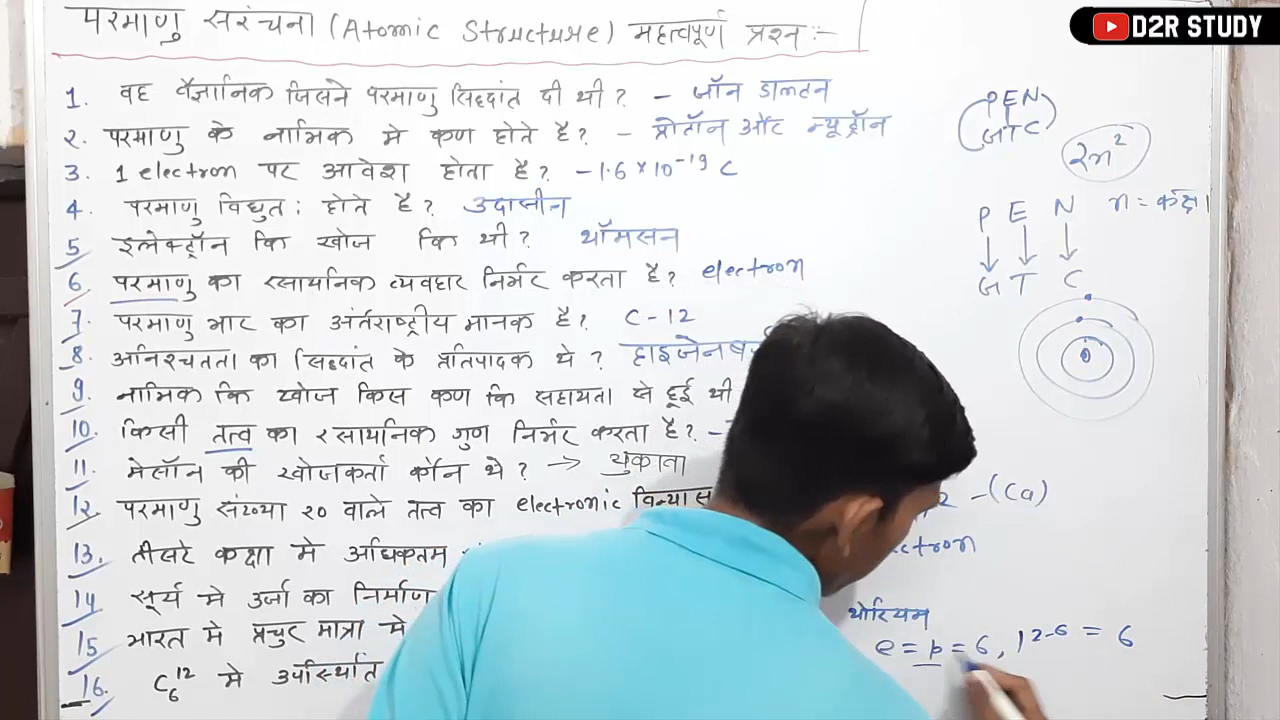 परमाणु सरंचना (Atomic Structure) महत्वपूर्ण प्रश्न :-
D2R STUDY
1. वह वैज्ञानिक जिसने परमाणु सिद्दांत दी थी ? - जॉन डाल्टन
2. परमाणु के नाभिक मे कण होते है ? - प्रोटॉन और न्यूट्रॉन
3. 1 electron पर आवेश होता है ? -1.6 × 10⁻¹⁹ C
4. परमाणु विद्युत : होते है ? उदासीन
5 इलेक्ट्रॉन कि खोज कि थी ? थॉमसन
6. परमाणु का रसायनिक व्यवहार निर्भर करता है ? electron
7. परमाणु भार का अंर्तराष्ट्रीय मानक है ? C-12
8. अनिश्चतता का सिद्दांत के प्रतिपादक थे ?
9. नाभिक कि खोज किस कण कि सहायता से हूई थी
10. किसी तत्व का रसायनिक गुण निर्भर करता है ? -
11. मेसॉन की खोजकर्ता कौन थे ? → युकावा
12. परमाणु संख्या 20 वाले तत्व का electronic विन्यास
- (Ca)
13. तीसरे कक्षा मे अधिकतम
14 सूर्य मे उर्जा का निर्माण
15 भारत मे प्रचुर मात्रा मे
थोरियम
16. C₆¹² मे उपस्थित
e = p = 6, 12-6 = 6
PEN
GTC
2n²
P E N n = कक्षा
G T C